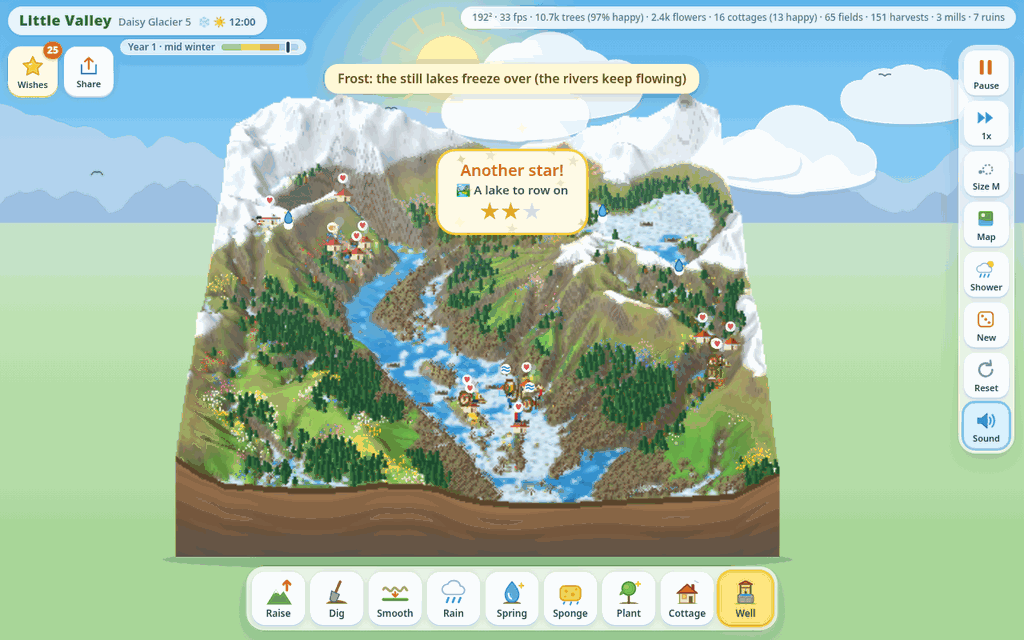 Little Valley Daisy Glacier 5 12:00
192² · 33 fps · 10.7k trees (97% happy) · 2.4k flowers · 16 cottages (13 happy) · 65 fields · 151 harvests · 3 mills · 7 ruins
Year 1 · mid winter
25
Wishes
Share
Frost: the still lakes freeze over (the rivers keep flowing)
Another star!
A lake to row on
Pause
1x
Size M
Map
Shower
New
Reset
Sound
Raise
Dig
Smooth
Rain
Spring
Sponge
Plant
Cottage
Well